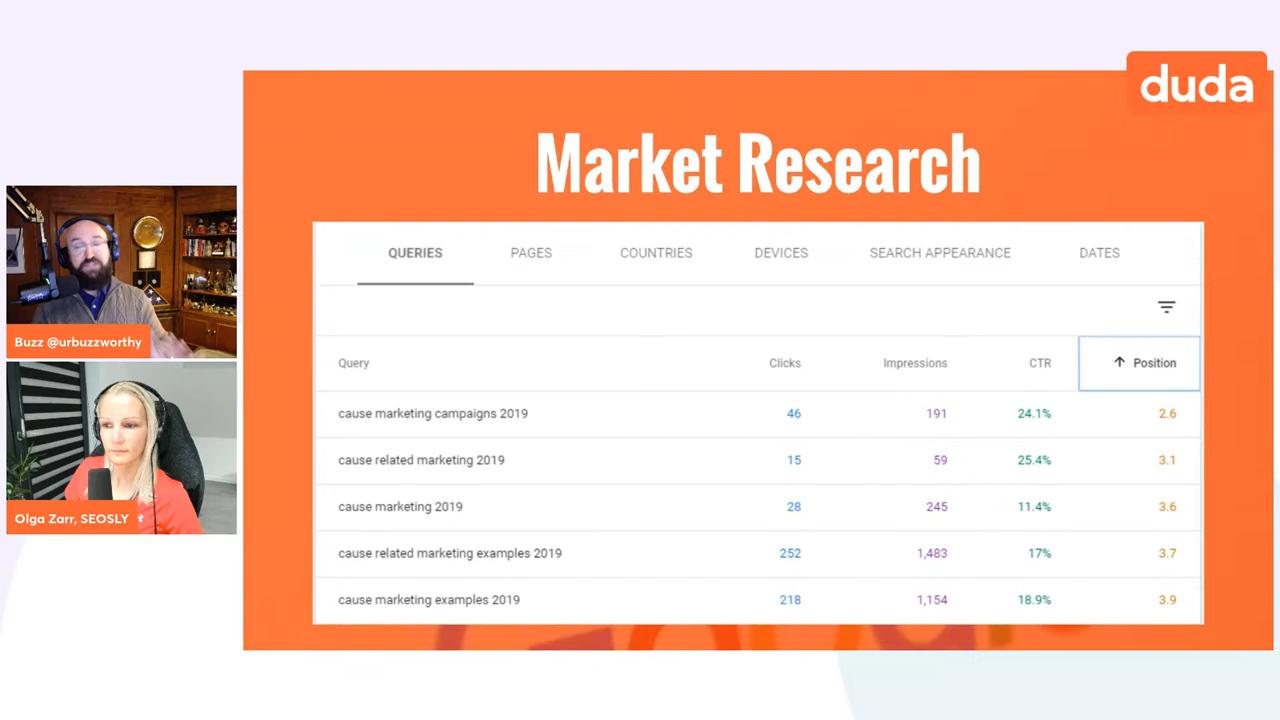 duda
Market Research
QUERIES PAGES COUNTRIES DEVICES SEARCH APPEARANCE DATES
Query Clicks Impressions CTR ↑ Position
cause marketing campaigns 2019 46 191 24.1% 2.6
cause related marketing 2019 15 59 25.4% 3.1
cause marketing 2019 28 245 11.4% 3.6
cause related marketing examples 2019 252 1,483 17% 3.7
cause marketing examples 2019 218 1,154 18.9% 3.9
Buzz @urbuzzworthy
Olga Zarr, SEOSLY